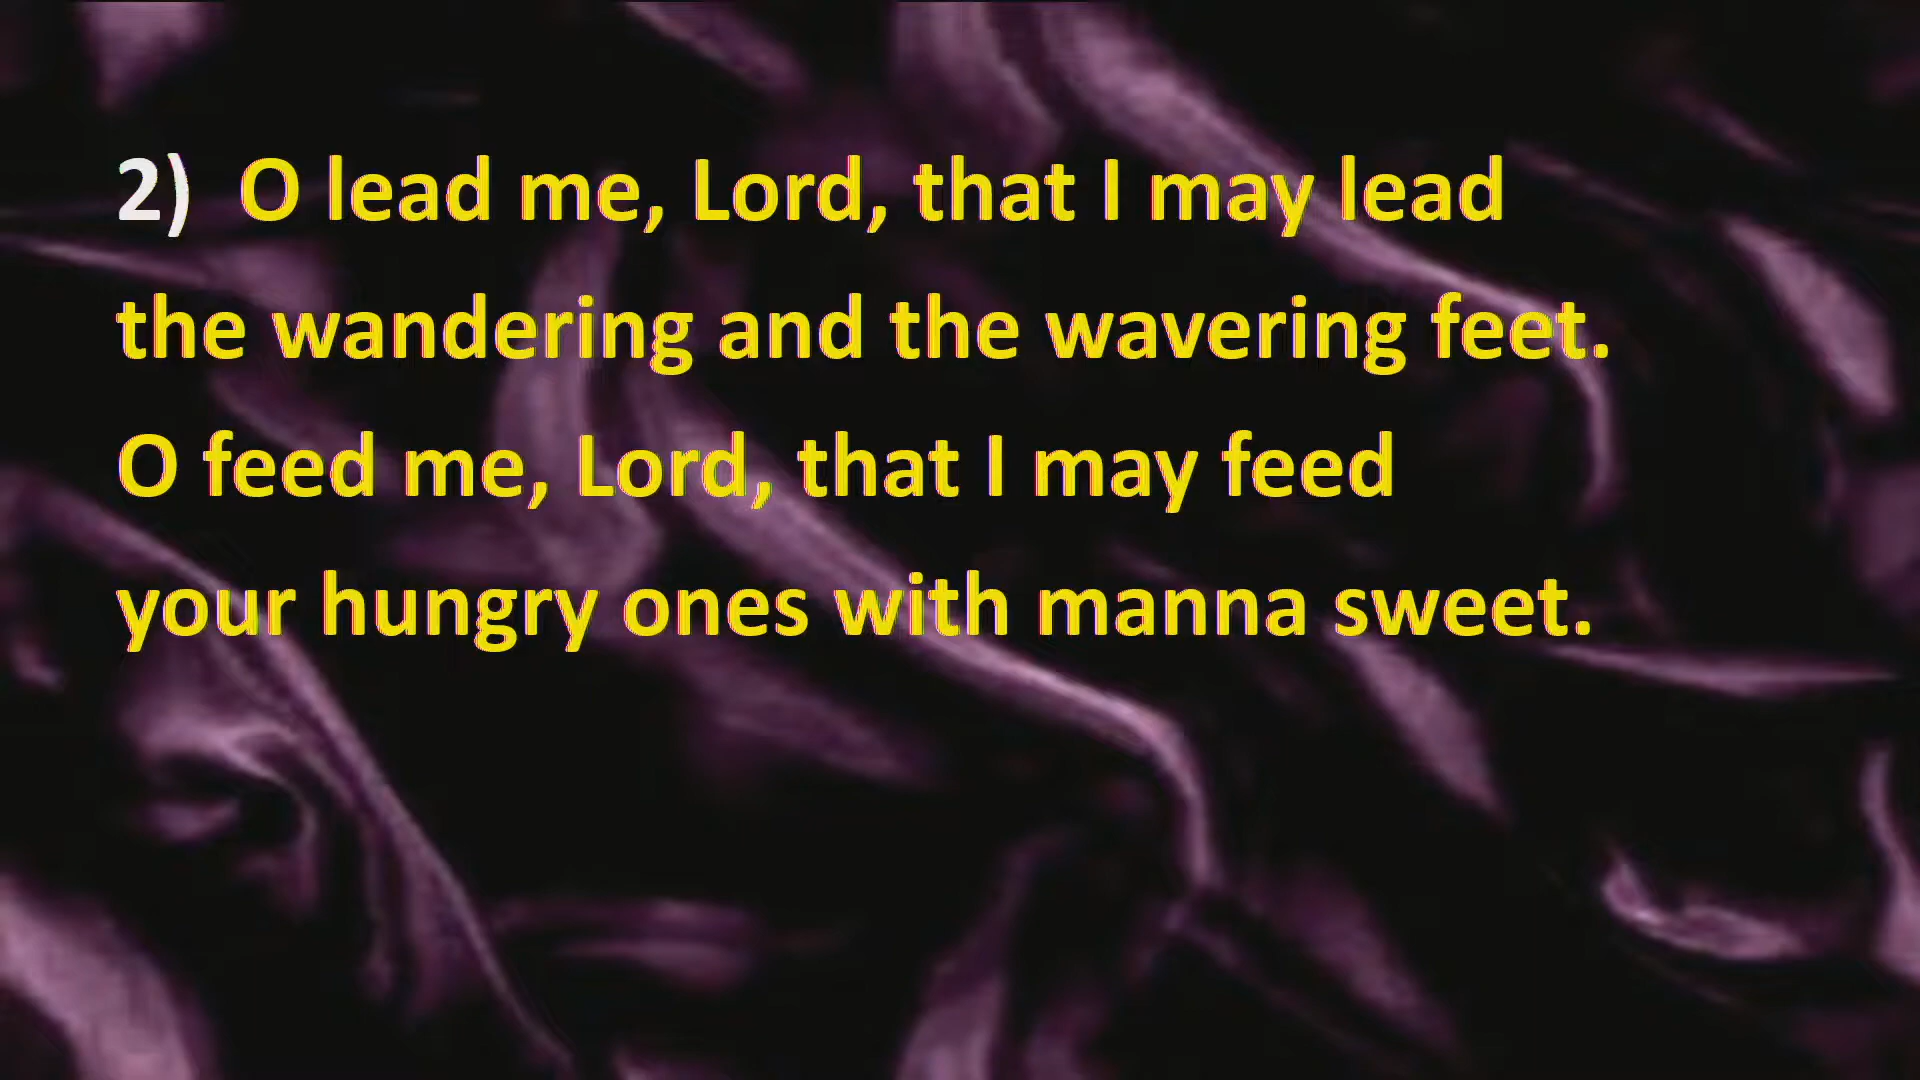 2) O lead me, Lord, that I may lead
the wandering and the wavering feet.
O feed me, Lord, that I may feed
your hungry ones with manna sweet.